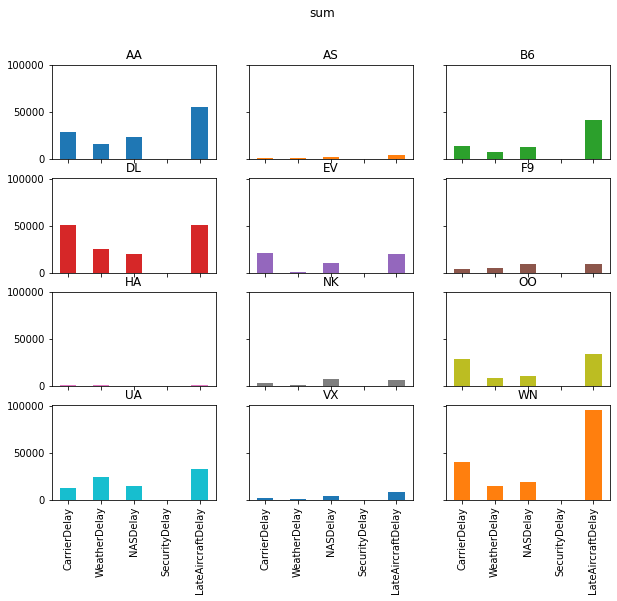 sum
AA AS B6
100000
50000
0
DL EV F9
100000
50000
0
HA NK OO
100000
50000
0
UA VX WN
100000
50000
0
CarrierDelay WeatherDelay NASDelay SecurityDelay LateAircraftDelay CarrierDelay WeatherDelay NASDelay SecurityDelay LateAircraftDelay CarrierDelay WeatherDelay NASDelay SecurityDelay LateAircraftDelay